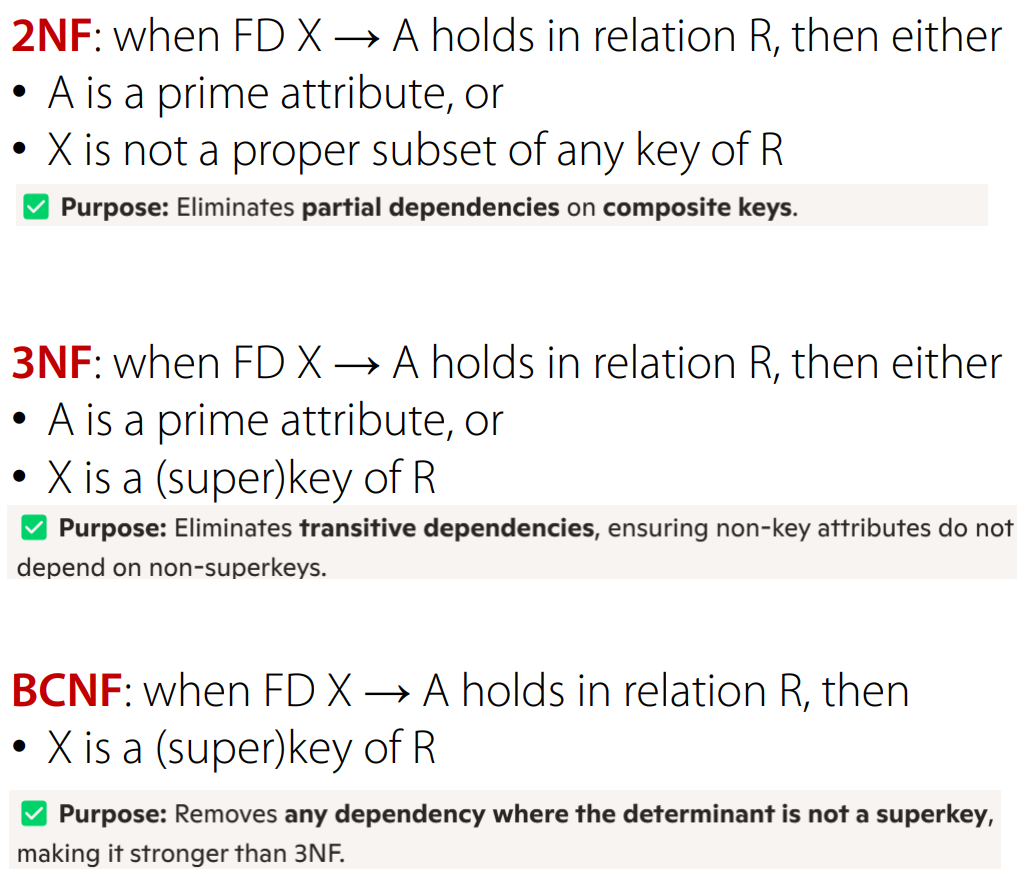 2NF: when FD X → A holds in relation R, then either
• A is a prime attribute, or
• X is not a proper subset of any key of R
✅ Purpose: Eliminates partial dependencies on composite keys.
3NF: when FD X → A holds in relation R, then either
• A is a prime attribute, or
• X is a (super)key of R
✅ Purpose: Eliminates transitive dependencies, ensuring non-key attributes do not
depend on non-superkeys.
BCNF: when FD X → A holds in relation R, then
• X is a (super)key of R
✅ Purpose: Removes any dependency where the determinant is not a superkey,
making it stronger than 3NF.